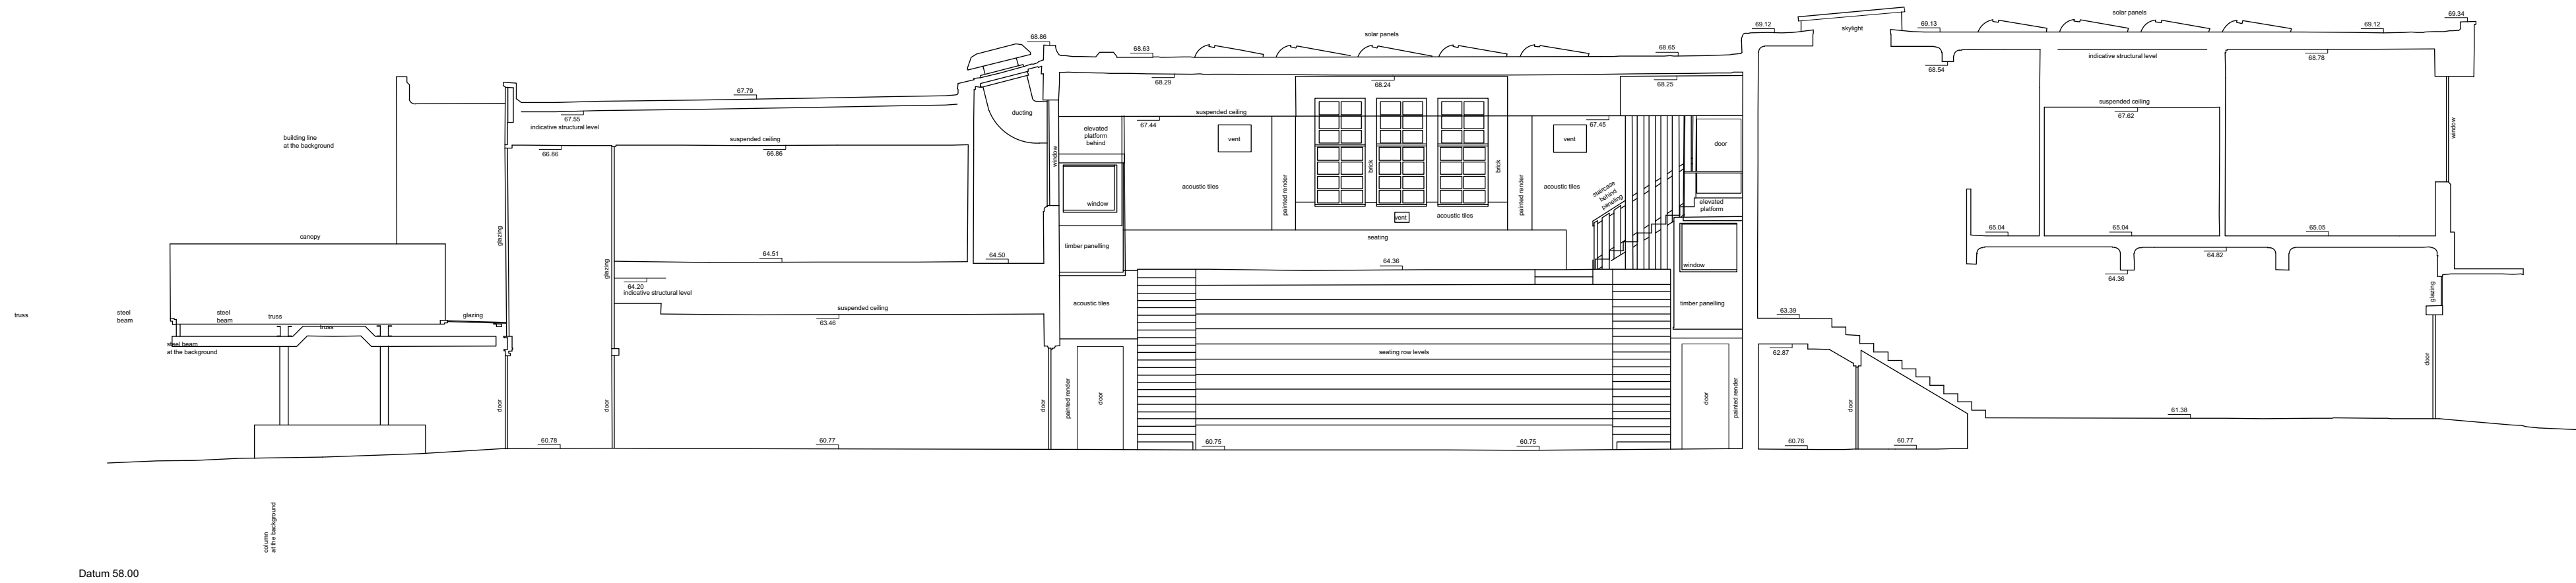 69.34
solar panels
69.12
skylight
69.13
69.12
solar panels
68.86
68.63
68.65
68.54
indicative structural level
68.78
68.29
68.24
68.25
67.79
67.55
indicative structural level
ducting
suspended ceiling
67.44
67.45
suspended ceiling
67.62
window
building line
at the background
suspended ceiling
66.86
66.86
window
elevated
platform
behind
vent
vent
door
brick
brick
acoustic tiles
acoustic tiles
painted render
painted render
staircase
behind
panelling
window
vent
acoustic tiles
elevated
platform
canopy
glazing
seating
65.04
65.04
65.05
timber panelling
64.51
64.50
64.36
64.82
64.36
glazing
window
64.20
indicative structural level
glazing
acoustic tiles
timber panelling
suspended ceiling
63.46
63.39
truss
steel
beam
steel
beam
truss
glazing
truss
steel beam
at the background
seating row levels
62.87
door
door
door
door
painted render
door
door
painted render
door
61.38
60.78
60.77
60.75
60.75
60.76
60.77
column
at the background
Datum 58.00